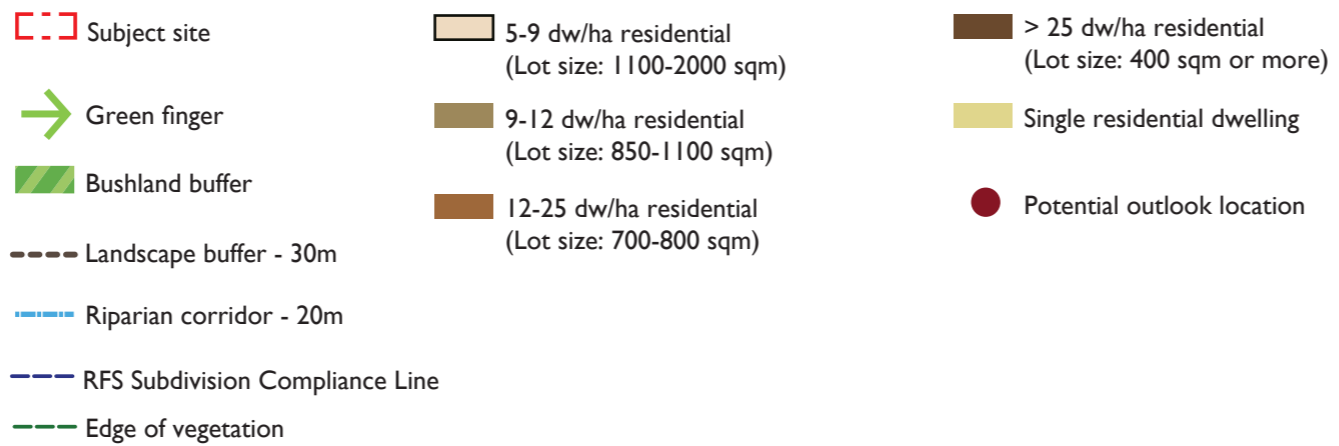 Subject site
Green finger
Bushland buffer
Landscape buffer - 30m
Riparian corridor - 20m
RFS Subdivision Compliance Line
Edge of vegetation
5-9 dw/ha residential
(Lot size: 1100-2000 sqm)
9-12 dw/ha residential
(Lot size: 850-1100 sqm)
12-25 dw/ha residential
(Lot size: 700-800 sqm)
> 25 dw/ha residential
(Lot size: 400 sqm or more)
Single residential dwelling
Potential outlook location